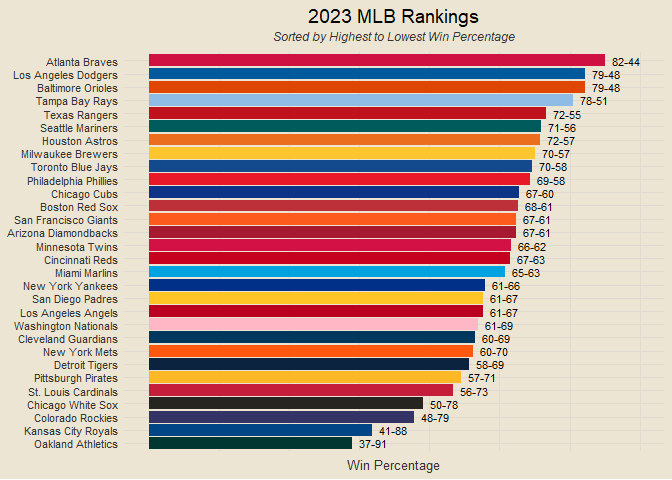 2023 MLB Rankings
Sorted by Highest to Lowest Win Percentage
Atlanta Braves 82-44
Los Angeles Dodgers 79-48
Baltimore Orioles 79-48
Tampa Bay Rays 78-51
Texas Rangers 72-55
Seattle Mariners 71-56
Houston Astros 72-57
Milwaukee Brewers 70-57
Toronto Blue Jays 70-58
Philadelphia Phillies 69-58
Chicago Cubs 67-60
Boston Red Sox 68-61
San Francisco Giants 67-61
Arizona Diamondbacks 67-61
Minnesota Twins 66-62
Cincinnati Reds 67-63
Miami Marlins 65-63
New York Yankees 61-66
San Diego Padres 61-67
Los Angeles Angels 61-67
Washington Nationals 61-69
Cleveland Guardians 60-69
New York Mets 60-70
Detroit Tigers 58-69
Pittsburgh Pirates 57-71
St. Louis Cardinals 56-73
Chicago White Sox 50-78
Colorado Rockies 48-79
Kansas City Royals 41-88
Oakland Athletics 37-91
Win Percentage